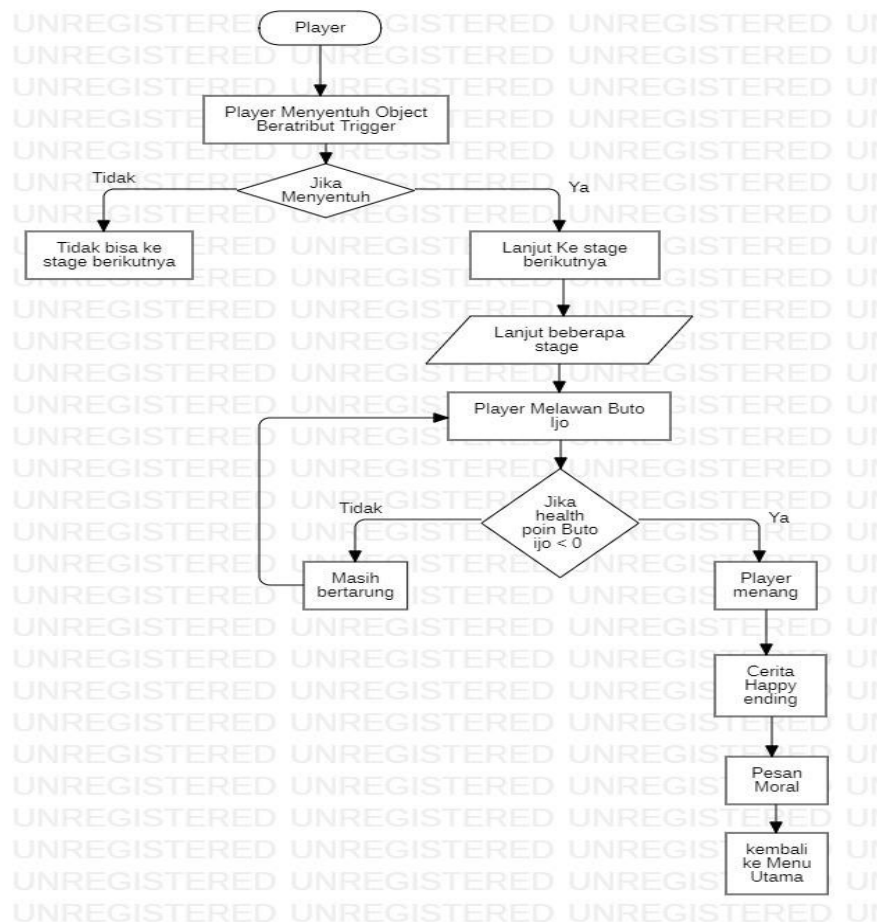 Player
Player Menyentuh Object
Beratribut Trigger
Jika
Menyentuh
Tidak
Ya
Tidak bisa ke
stage berikutnya
Lanjut Ke stage
berikutnya
Lanjut beberapa
stage
Player Melawan Buto
Ijo
Jika
health
poin Buto
ijo < 0
Tidak
Ya
Masih
bertarung
Player
menang
Cerita
Happy
ending
Pesan
Moral
kembali
ke Menu
Utama